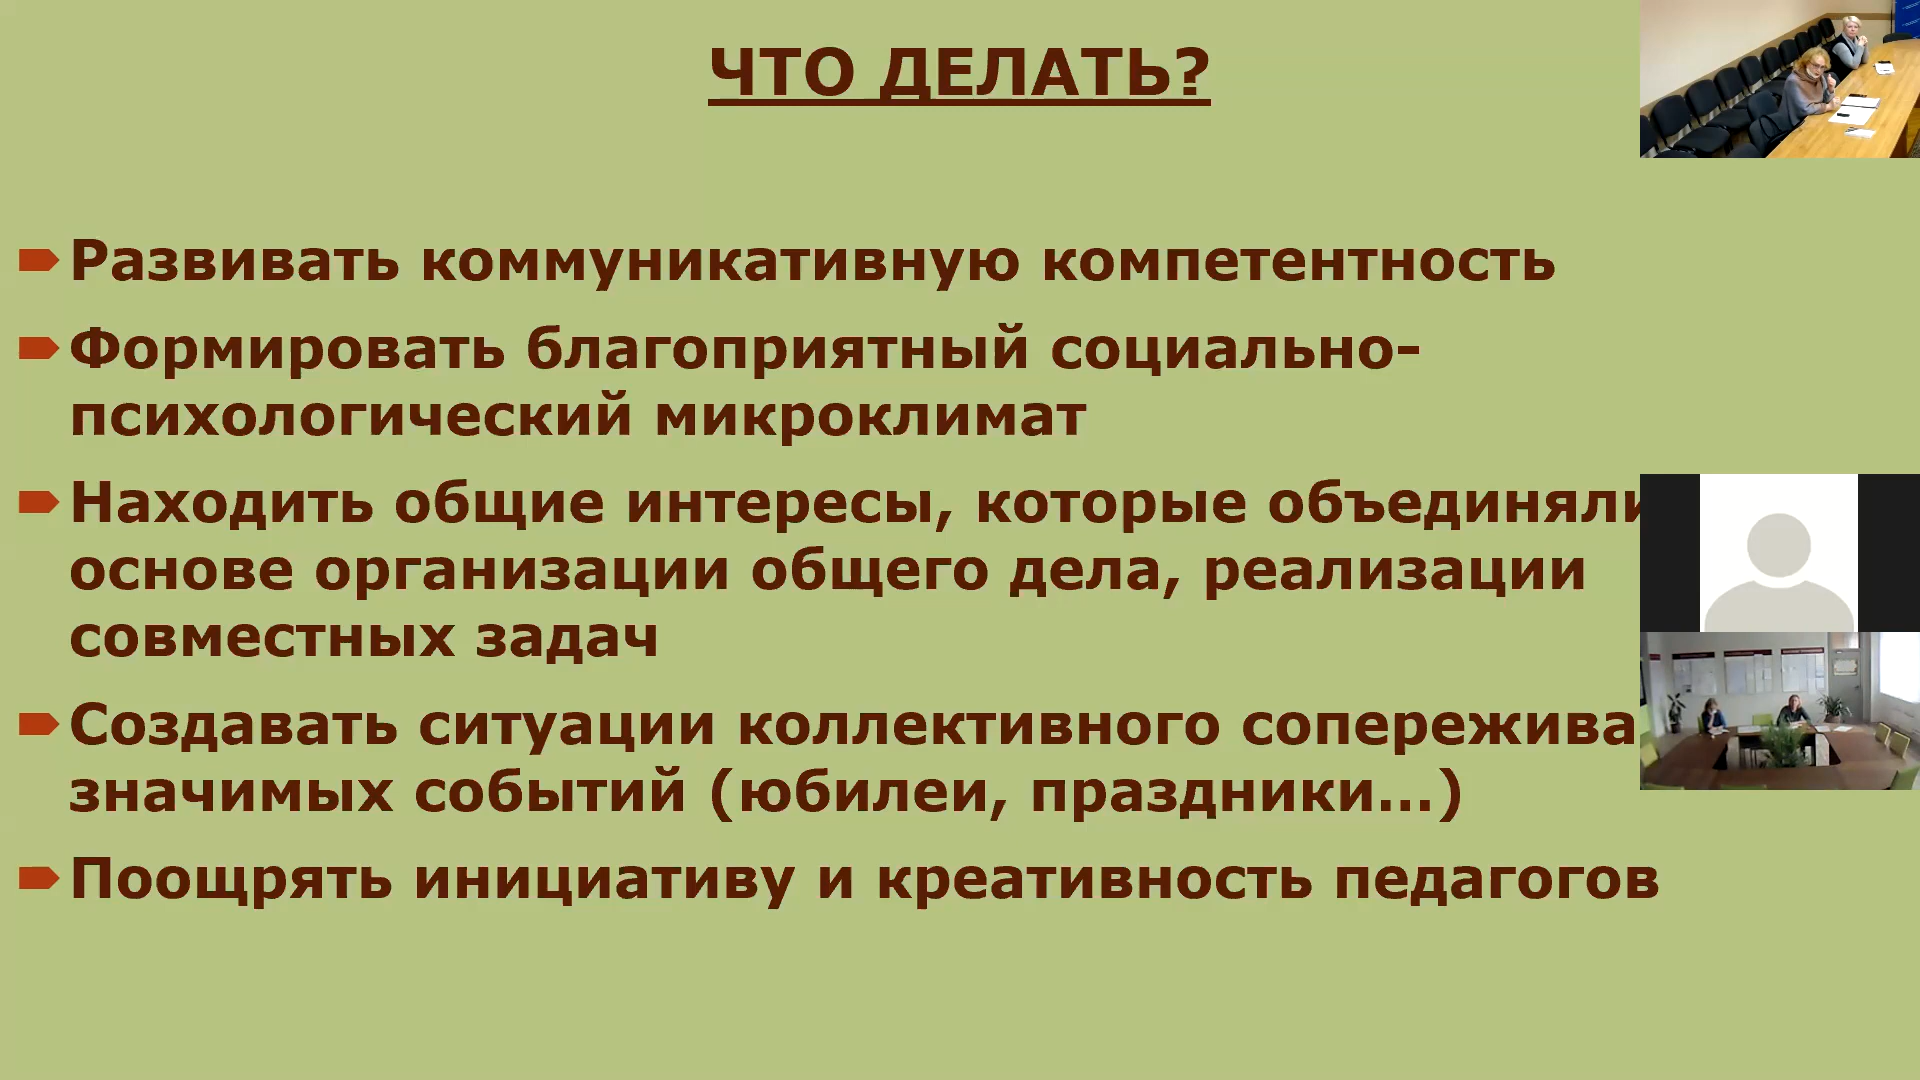 ЧТО ДЕЛАТЬ?
Развивать коммуникативную компетентность
Формировать благоприятный социально-
психологический микроклимат
Находить общие интересы, которые объединяли
основе организации общего дела, реализации
совместных задач
Создавать ситуации коллективного
значимых событий (юбилеи, праздники...)
Поощрять инициативу и креативность педагогов